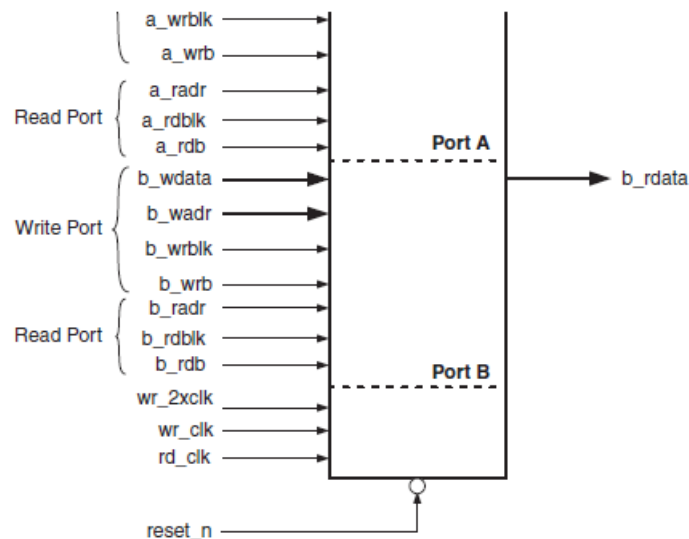 a_wrblk
a_wrb
a_radr
Read Port
a_rdblk
a_rdb
Port A
b_wdata
b_rdata
b_wadr
Write Port
b_wrblk
b_wrb
b_radr
Read Port
b_rdblk
b_rdb
Port B
wr_2xclk
wr_clk
rd_clk
reset_n